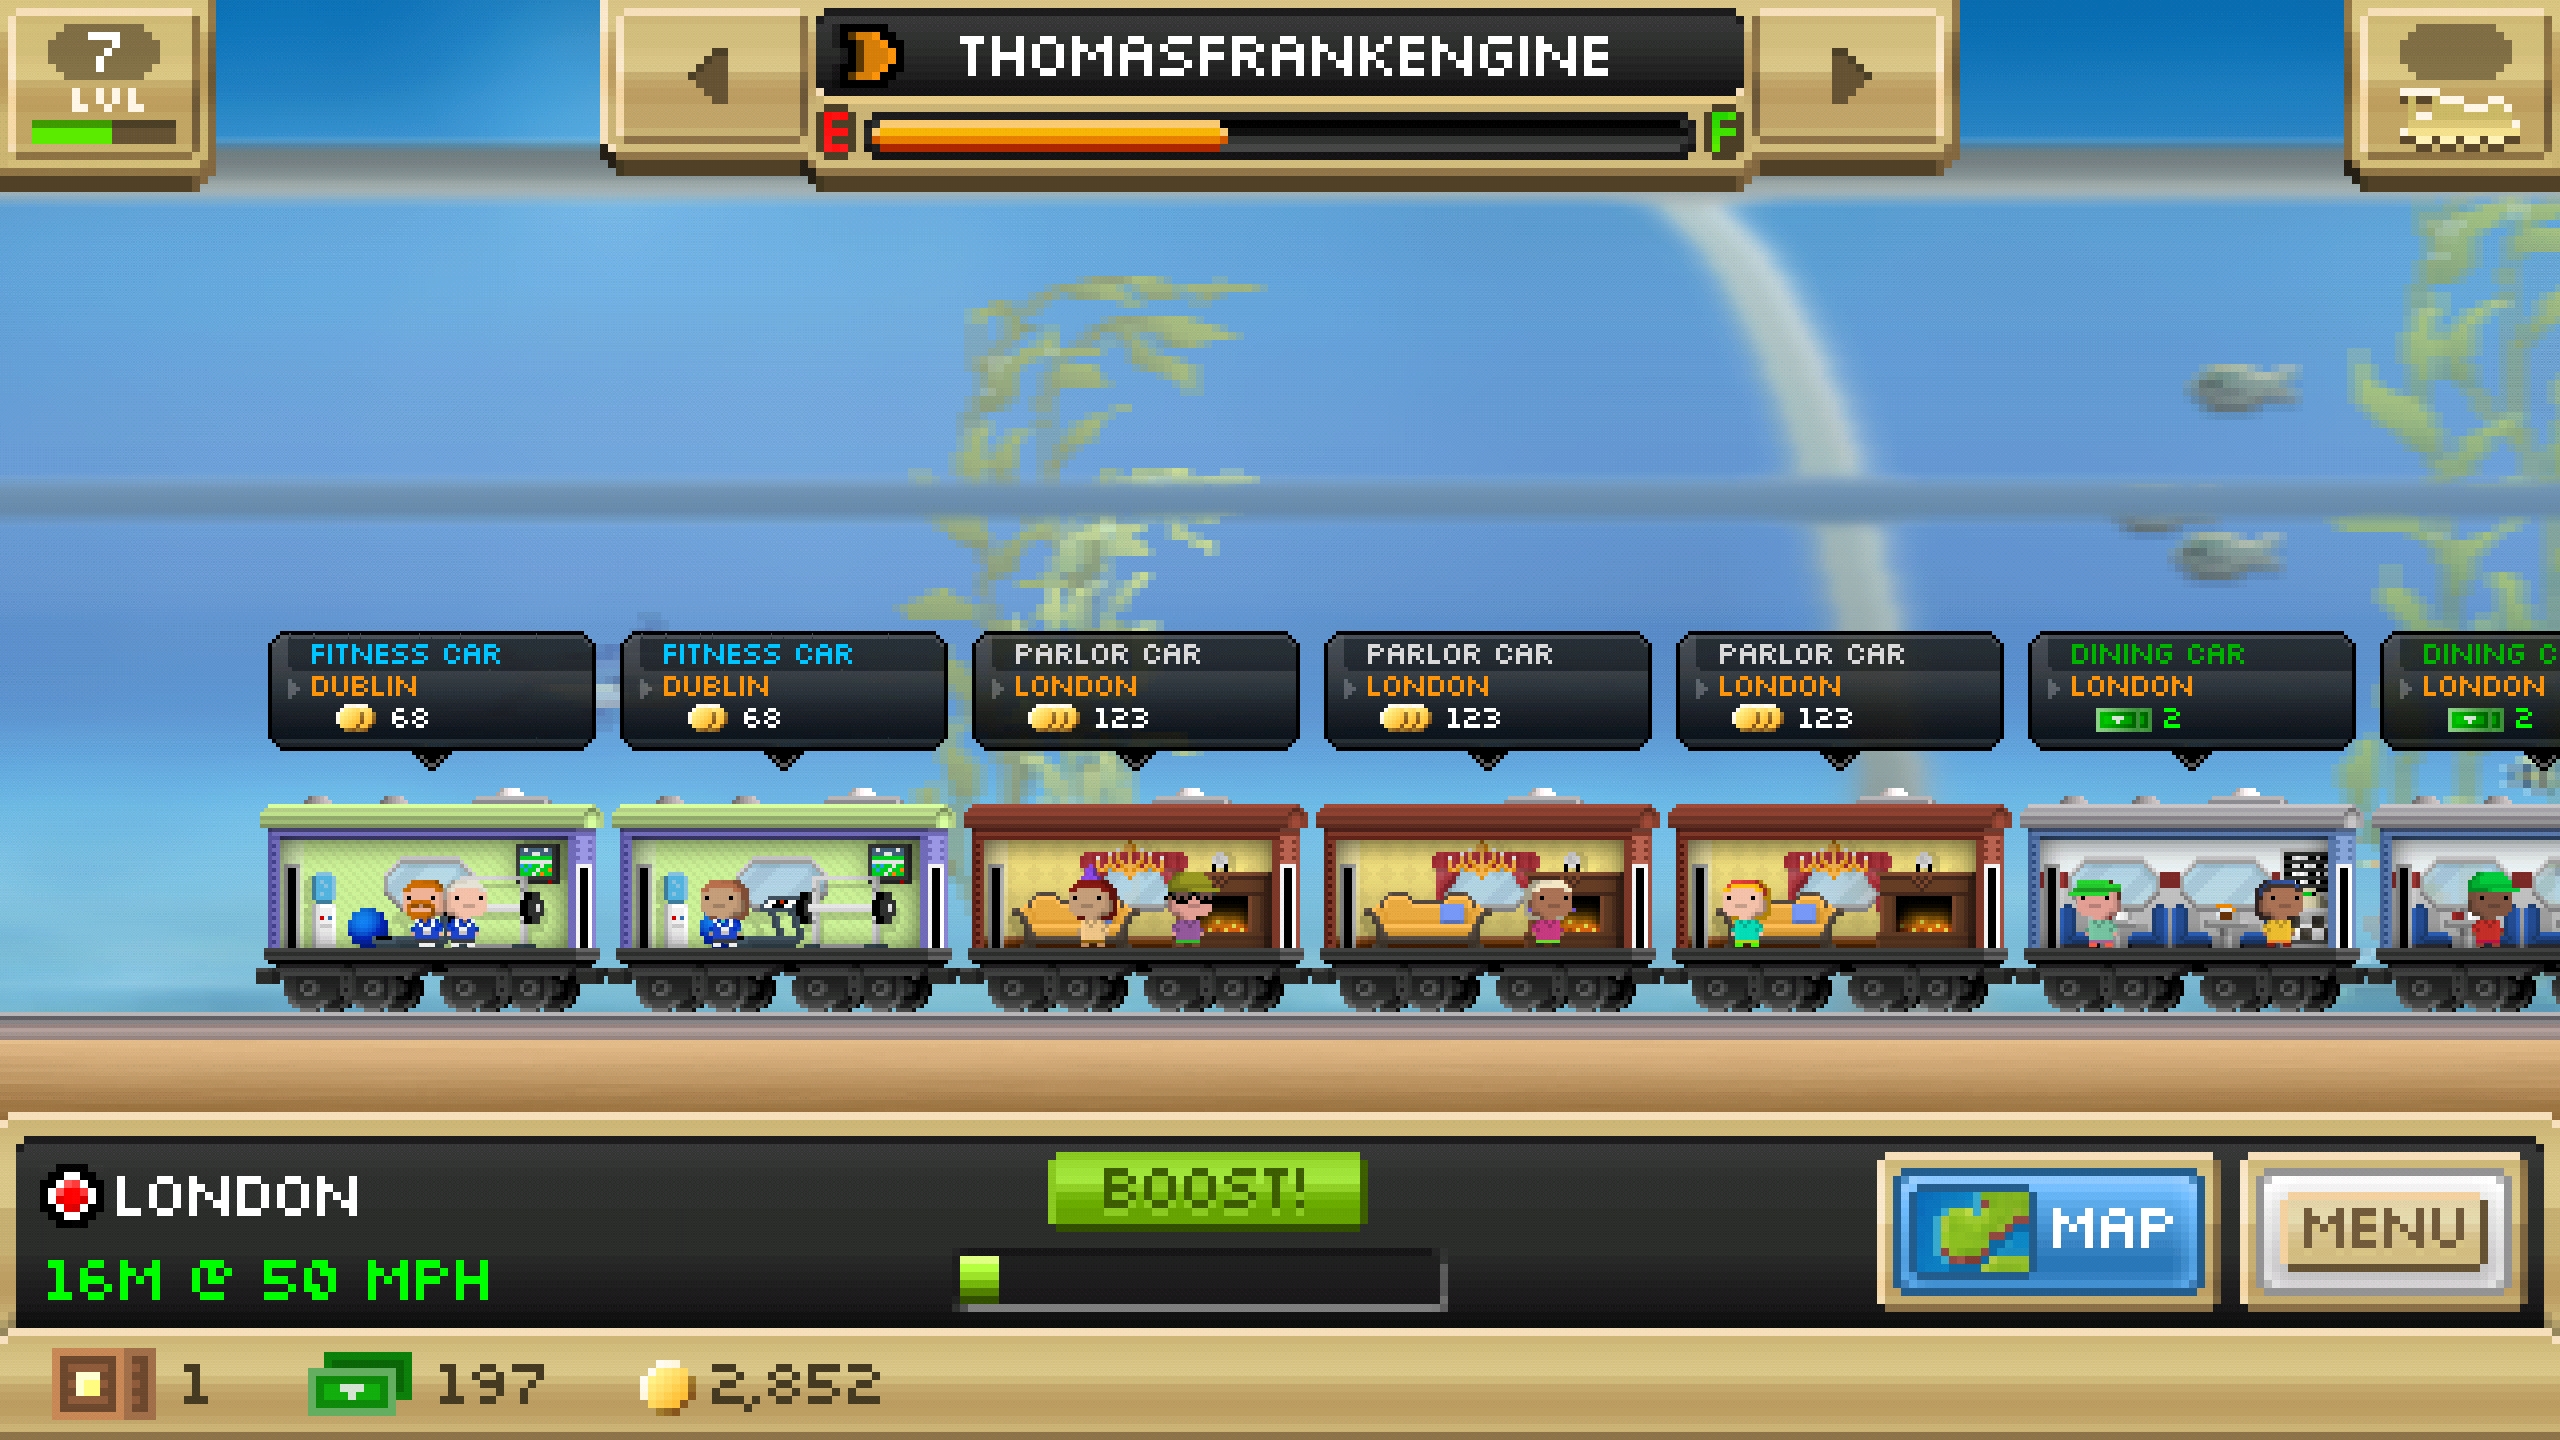 7
LVL
THOMASFRANKENGINE
E F
FITNESS CAR
DUBLIN
68
FITNESS CAR
DUBLIN
68
PARLOR CAR
LONDON
123
PARLOR CAR
LONDON
123
PARLOR CAR
LONDON
123
DINING CAR
LONDON
2
DINING C
LONDON
2
LONDON
16M @ 50 MPH
BOOST!
MAP
MENU
1
197
2,852